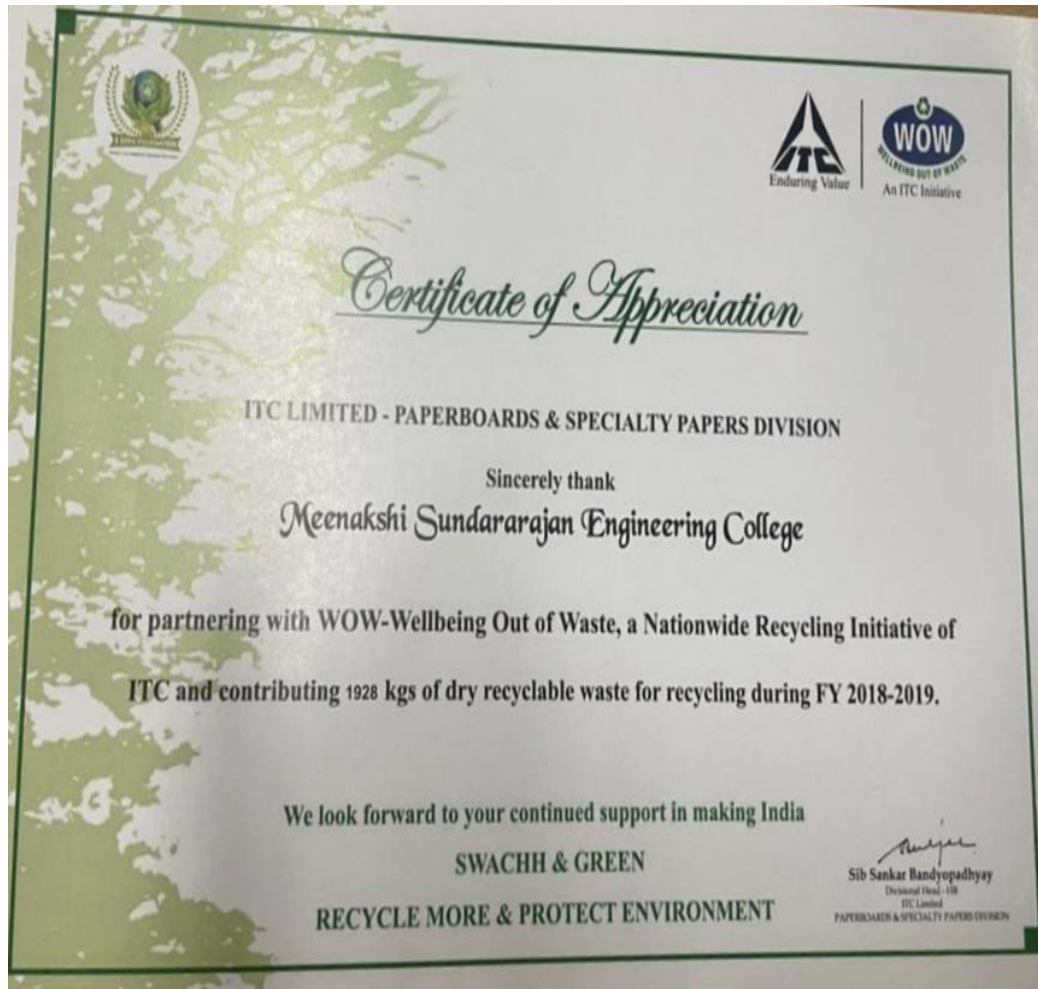 ITC
Enduring Value
WOW
WELLBEING OUT OF WASTE
An ITC Initiative
Certificate of Appreciation
ITC LIMITED - PAPERBOARDS & SPECIALTY PAPERS DIVISION
Sincerely thank
Meenakshi Sundararajan Engineering College
for partnering with WOW-Wellbeing Out of Waste, a Nationwide Recycling Initiative of
ITC and contributing 1928 kgs of dry recyclable waste for recycling during FY 2018-2019.
We look forward to your continued support in making India
SWACHH & GREEN
RECYCLE MORE & PROTECT ENVIRONMENT
Sib Sankar Bandyopadhyay
Divisional Head -
ITC Limited
PAPERBOARDS & SPECIALTY PAPERS DIVISION